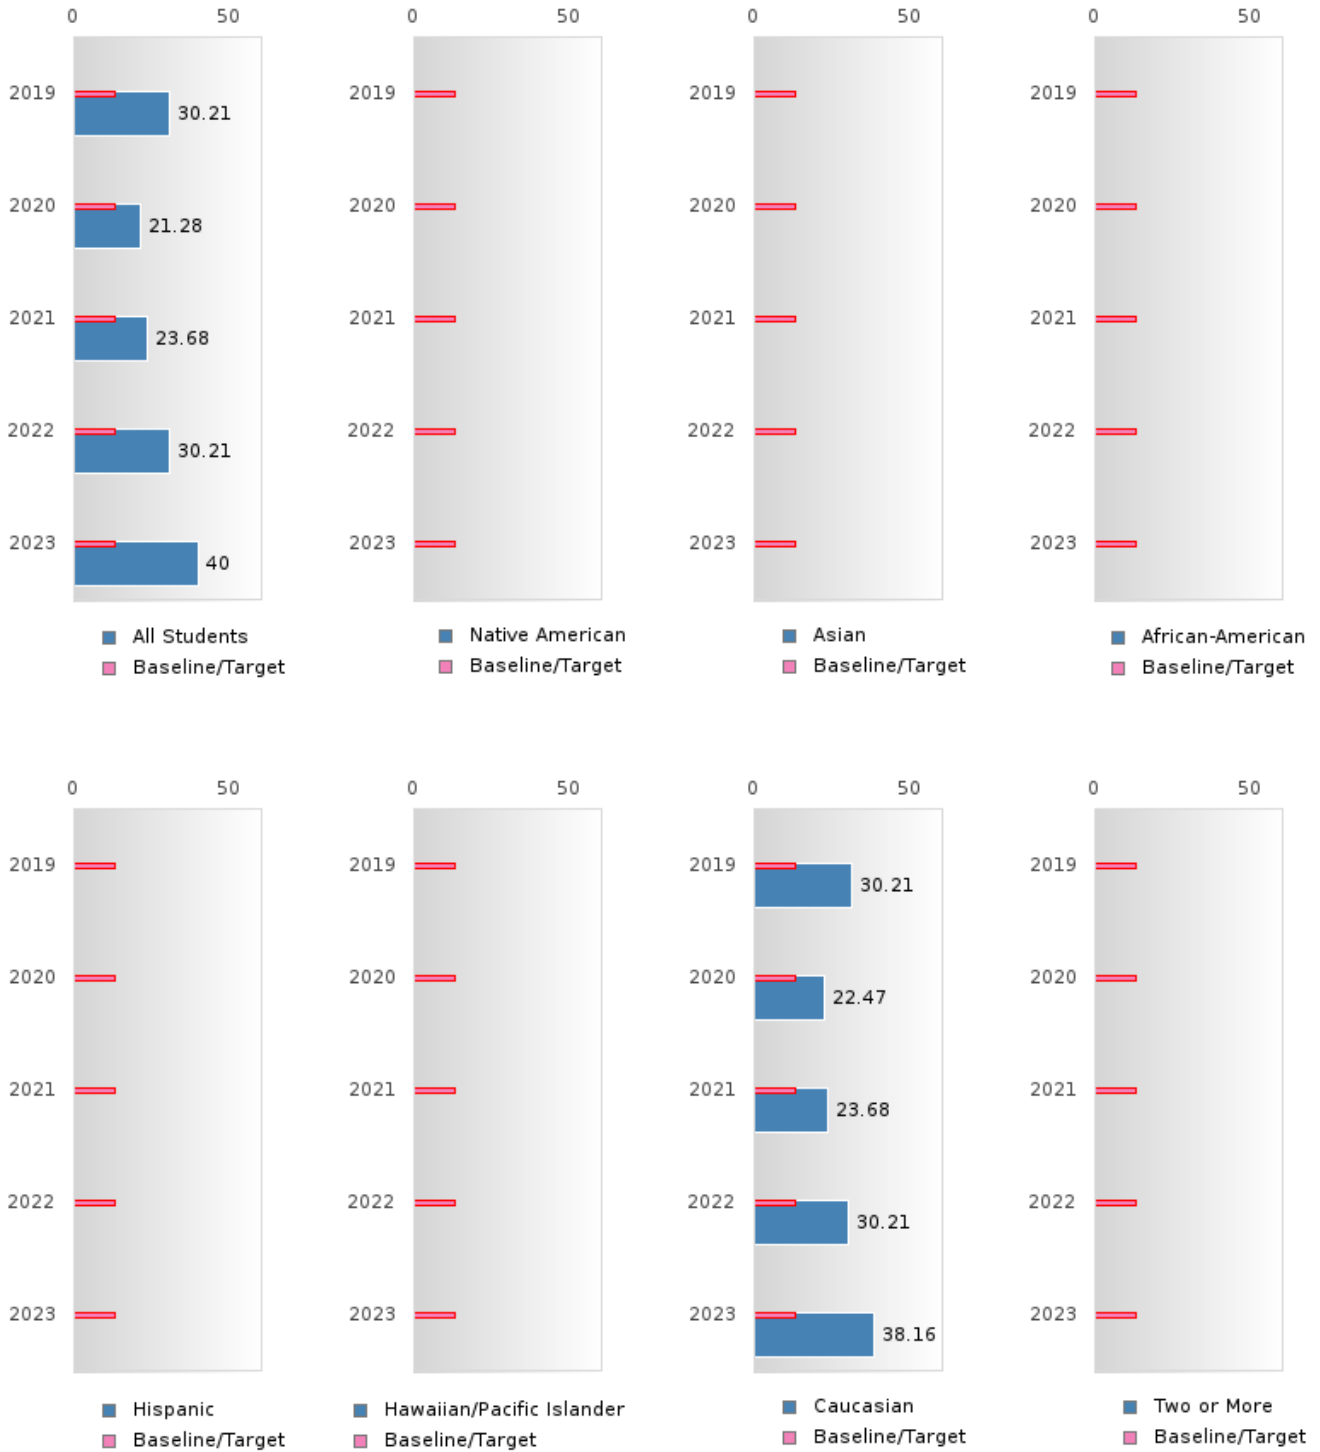 0 50 0 50 0 50 0 50
2019 30.21 2019 2019 2019
2020 21.28 2020 2020 2020
2021 23.68 2021 2021 2021
2022 30.21 2022 2022 2022
2023 40 2023 2023 2023
All Students Native American Asian African-American
Baseline/Target Baseline/Target Baseline/Target Baseline/Target
0 50 0 50 0 50 0 50
2019 2019 2019 30.21 2019
2020 2020 2020 22.47 2020
2021 2021 2021 23.68 2021
2022 2022 2022 30.21 2022
2023 2023 2023 38.16 2023
Hispanic Hawaiian/Pacific Islander Caucasian Two or More
Baseline/Target Baseline/Target Baseline/Target Baseline/Target